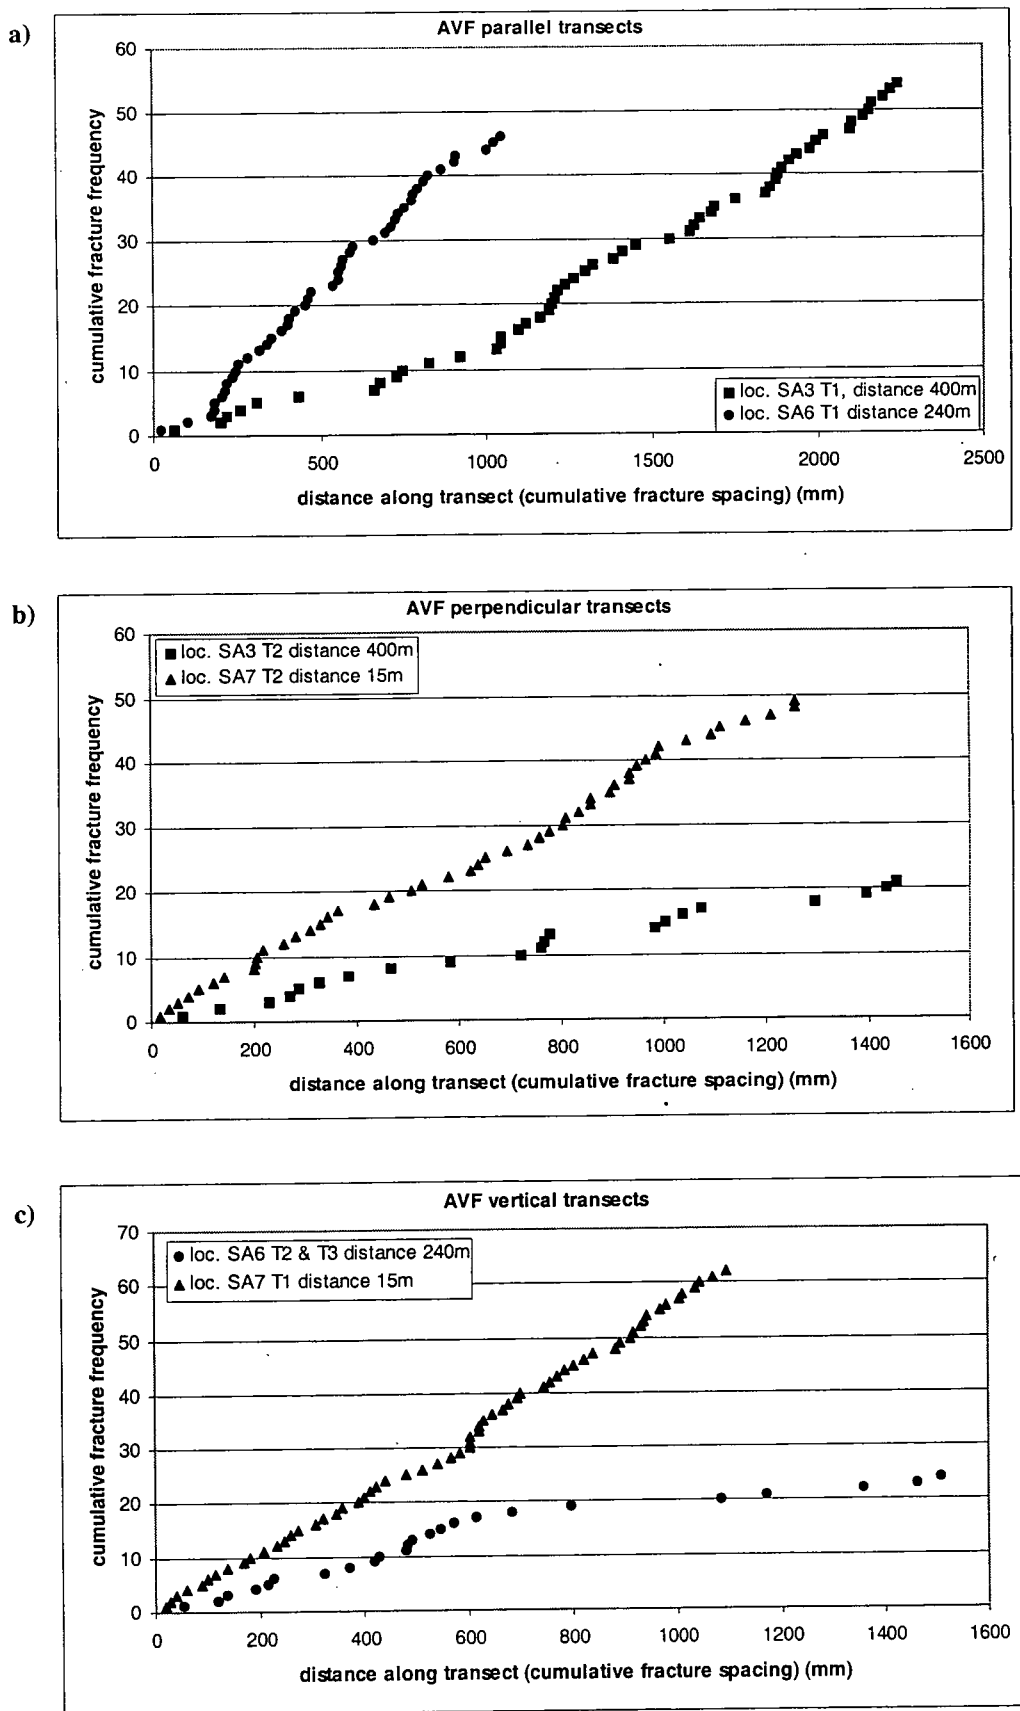 a)
AVF parallel transects
60
50
40
30
20
10
0
cumulative fracture frequency
loc. SA3 T1, distance 400m
loc. SA6 T1 distance 240m
0 500 1000 1500 2000 2500
distance along transect (cumulative fracture spacing) (mm)
b)
AVF perpendicular transects
60
50
40
30
20
10
0
cumulative fracture frequency
loc. SA3 T2 distance 400m
loc. SA7 T2 distance 15m
0 200 400 600 800 1000 1200 1400 1600
distance along transect (cumulative fracture spacing) (mm)
c)
AVF vertical transects
70
60
50
40
30
20
10
0
cumulative fracture frequency
loc. SA6 T2 & T3 distance 240m
loc. SA7 T1 distance 15m
0 200 400 600 800 1000 1200 1400 1600
distance along transect (cumulative fracture spacing) (mm)